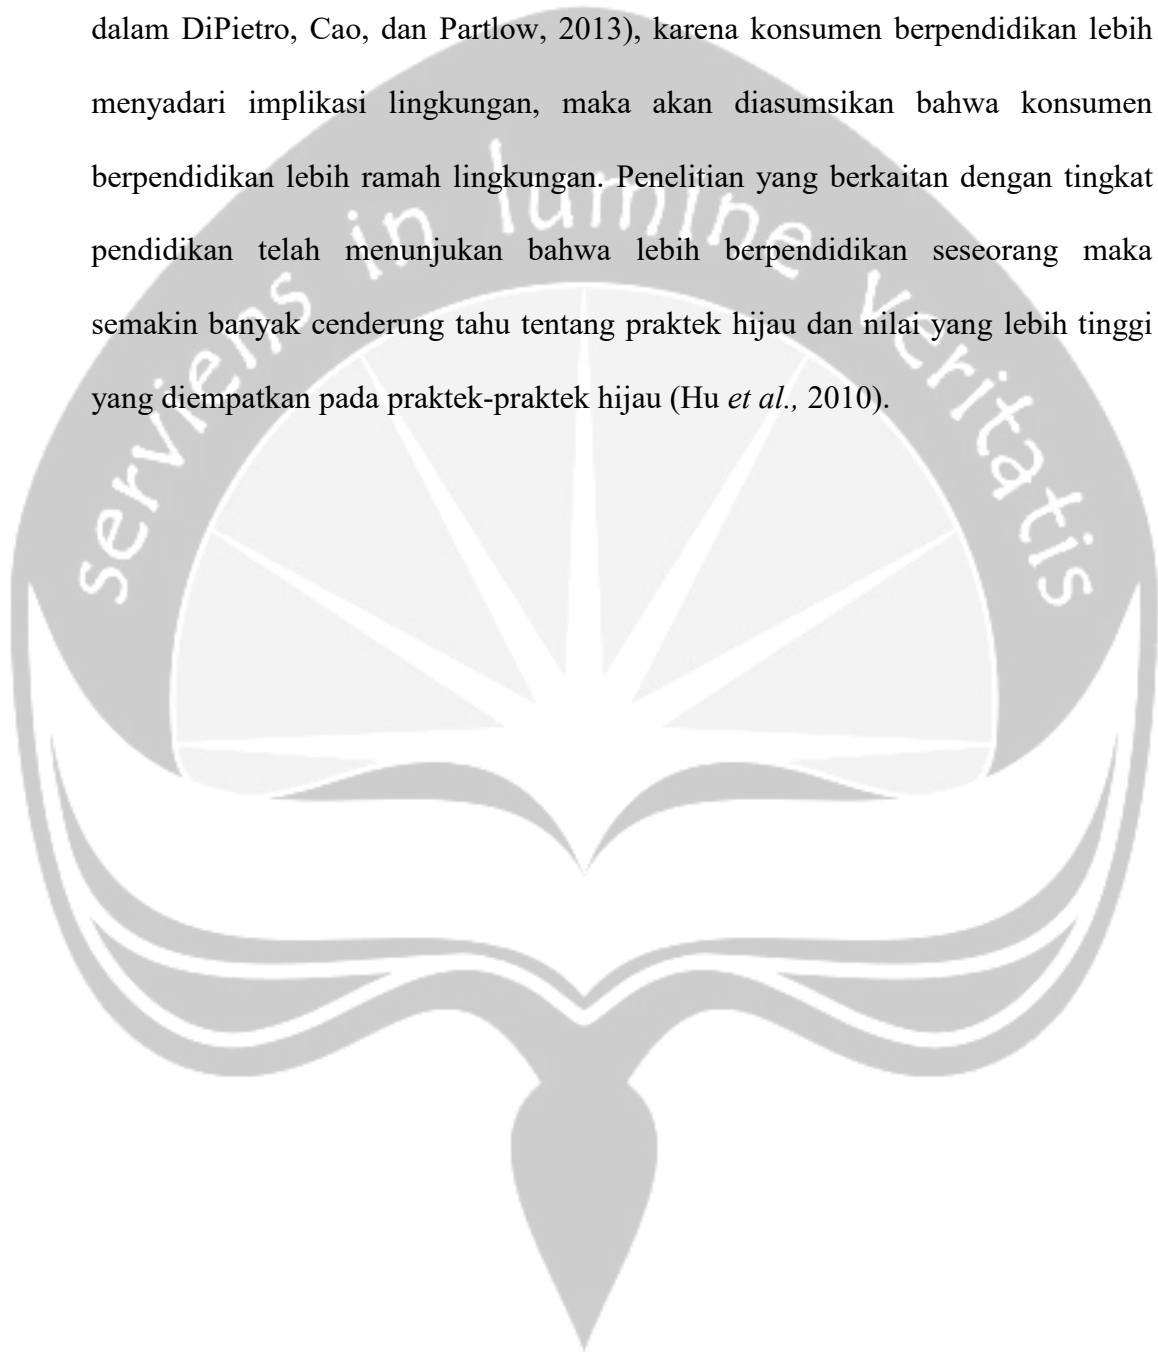 dalam DiPietro, Cao, dan Partlow, 2013), karena konsumen berpendidikan lebih
menyadari implikasi lingkungan, maka akan diasumsikan bahwa konsumen
berpendidikan lebih ramah lingkungan. Penelitian yang berkaitan dengan tingkat
pendidikan telah menunjukan bahwa lebih berpendidikan seseorang maka
semakin banyak cenderung tahu tentang praktek hijau dan nilai yang lebih tinggi
yang diempatkan pada praktek-praktek hijau (Hu et al., 2010).
serviens in lumine veritatis